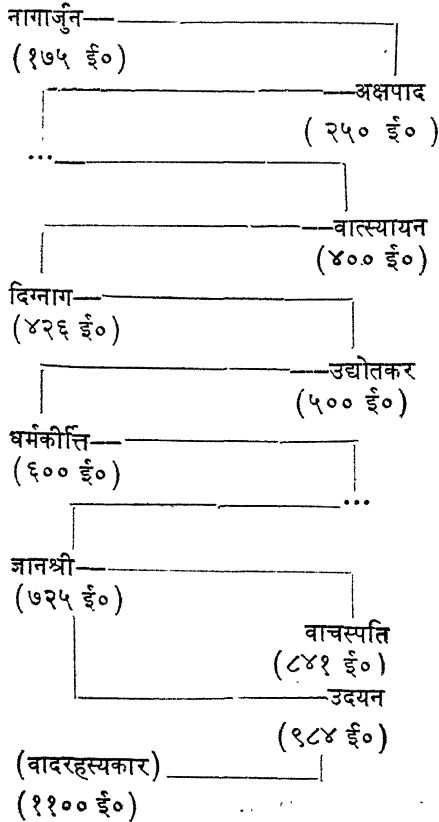 नागार्जुन
(१७५ ई०)
अक्षपाद
(२५० ई०)
...
वात्स्यायन
(४०० ई०)
दिग्नाग
(४२६ ई०)
उद्योतकर
(५०० ई०)
धर्मकीर्त्ति
(६०० ई०)
...
ज्ञानश्री
(७२५ ई०)
वाचस्पति
(८४१ ई०)
उदयन
(९८४ ई०)
(वादरहस्यकार)
(११०० ई०)